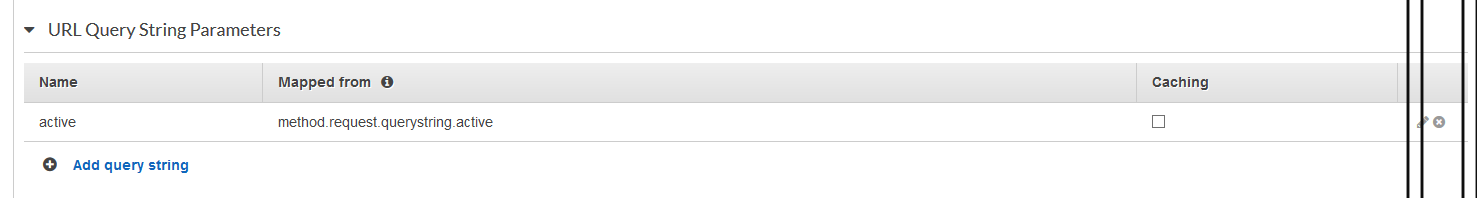 URL Query String Parameters
Name Mapped from Caching
active method.request.querystring.active
Add query string